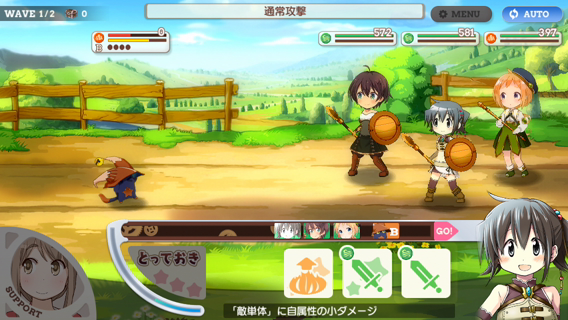 WAVE 1/2 0
通常攻撃
MENU
AUTO
0
B
572
581
397
B
GO!
とっておき
SUPPORT
「敵単体」に自属性の小ダメージ